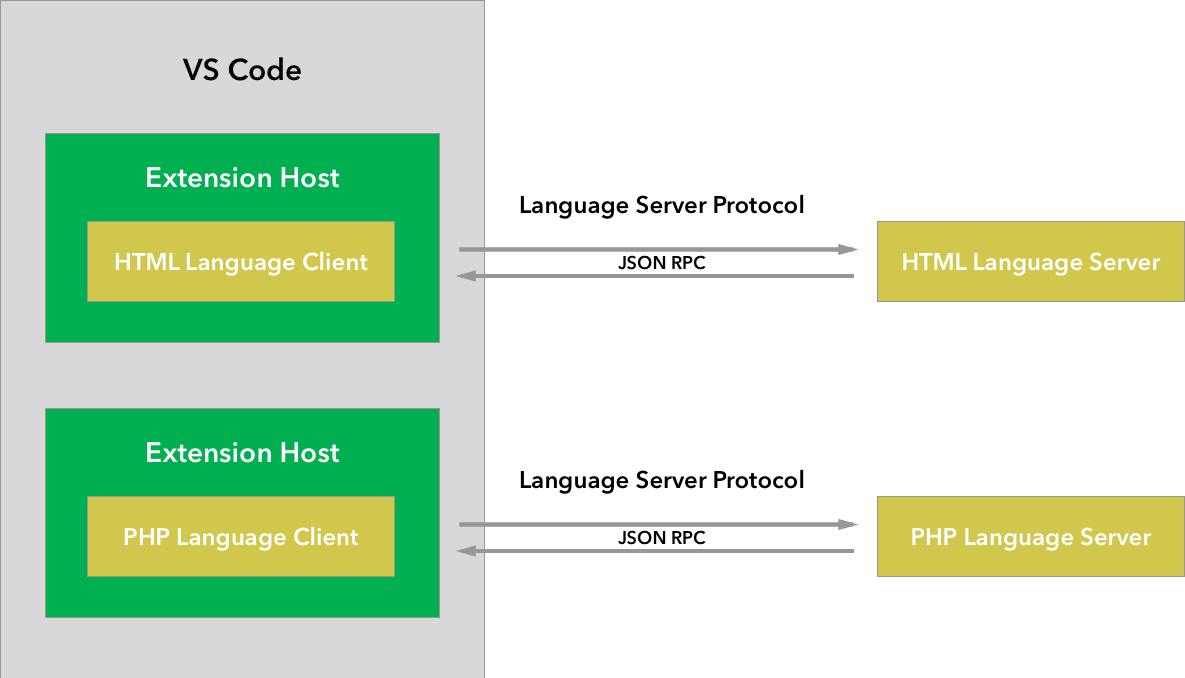 VS Code
Extension Host
HTML Language Client
Language Server Protocol
JSON RPC
HTML Language Server
Extension Host
PHP Language Client
Language Server Protocol
JSON RPC
PHP Language Server